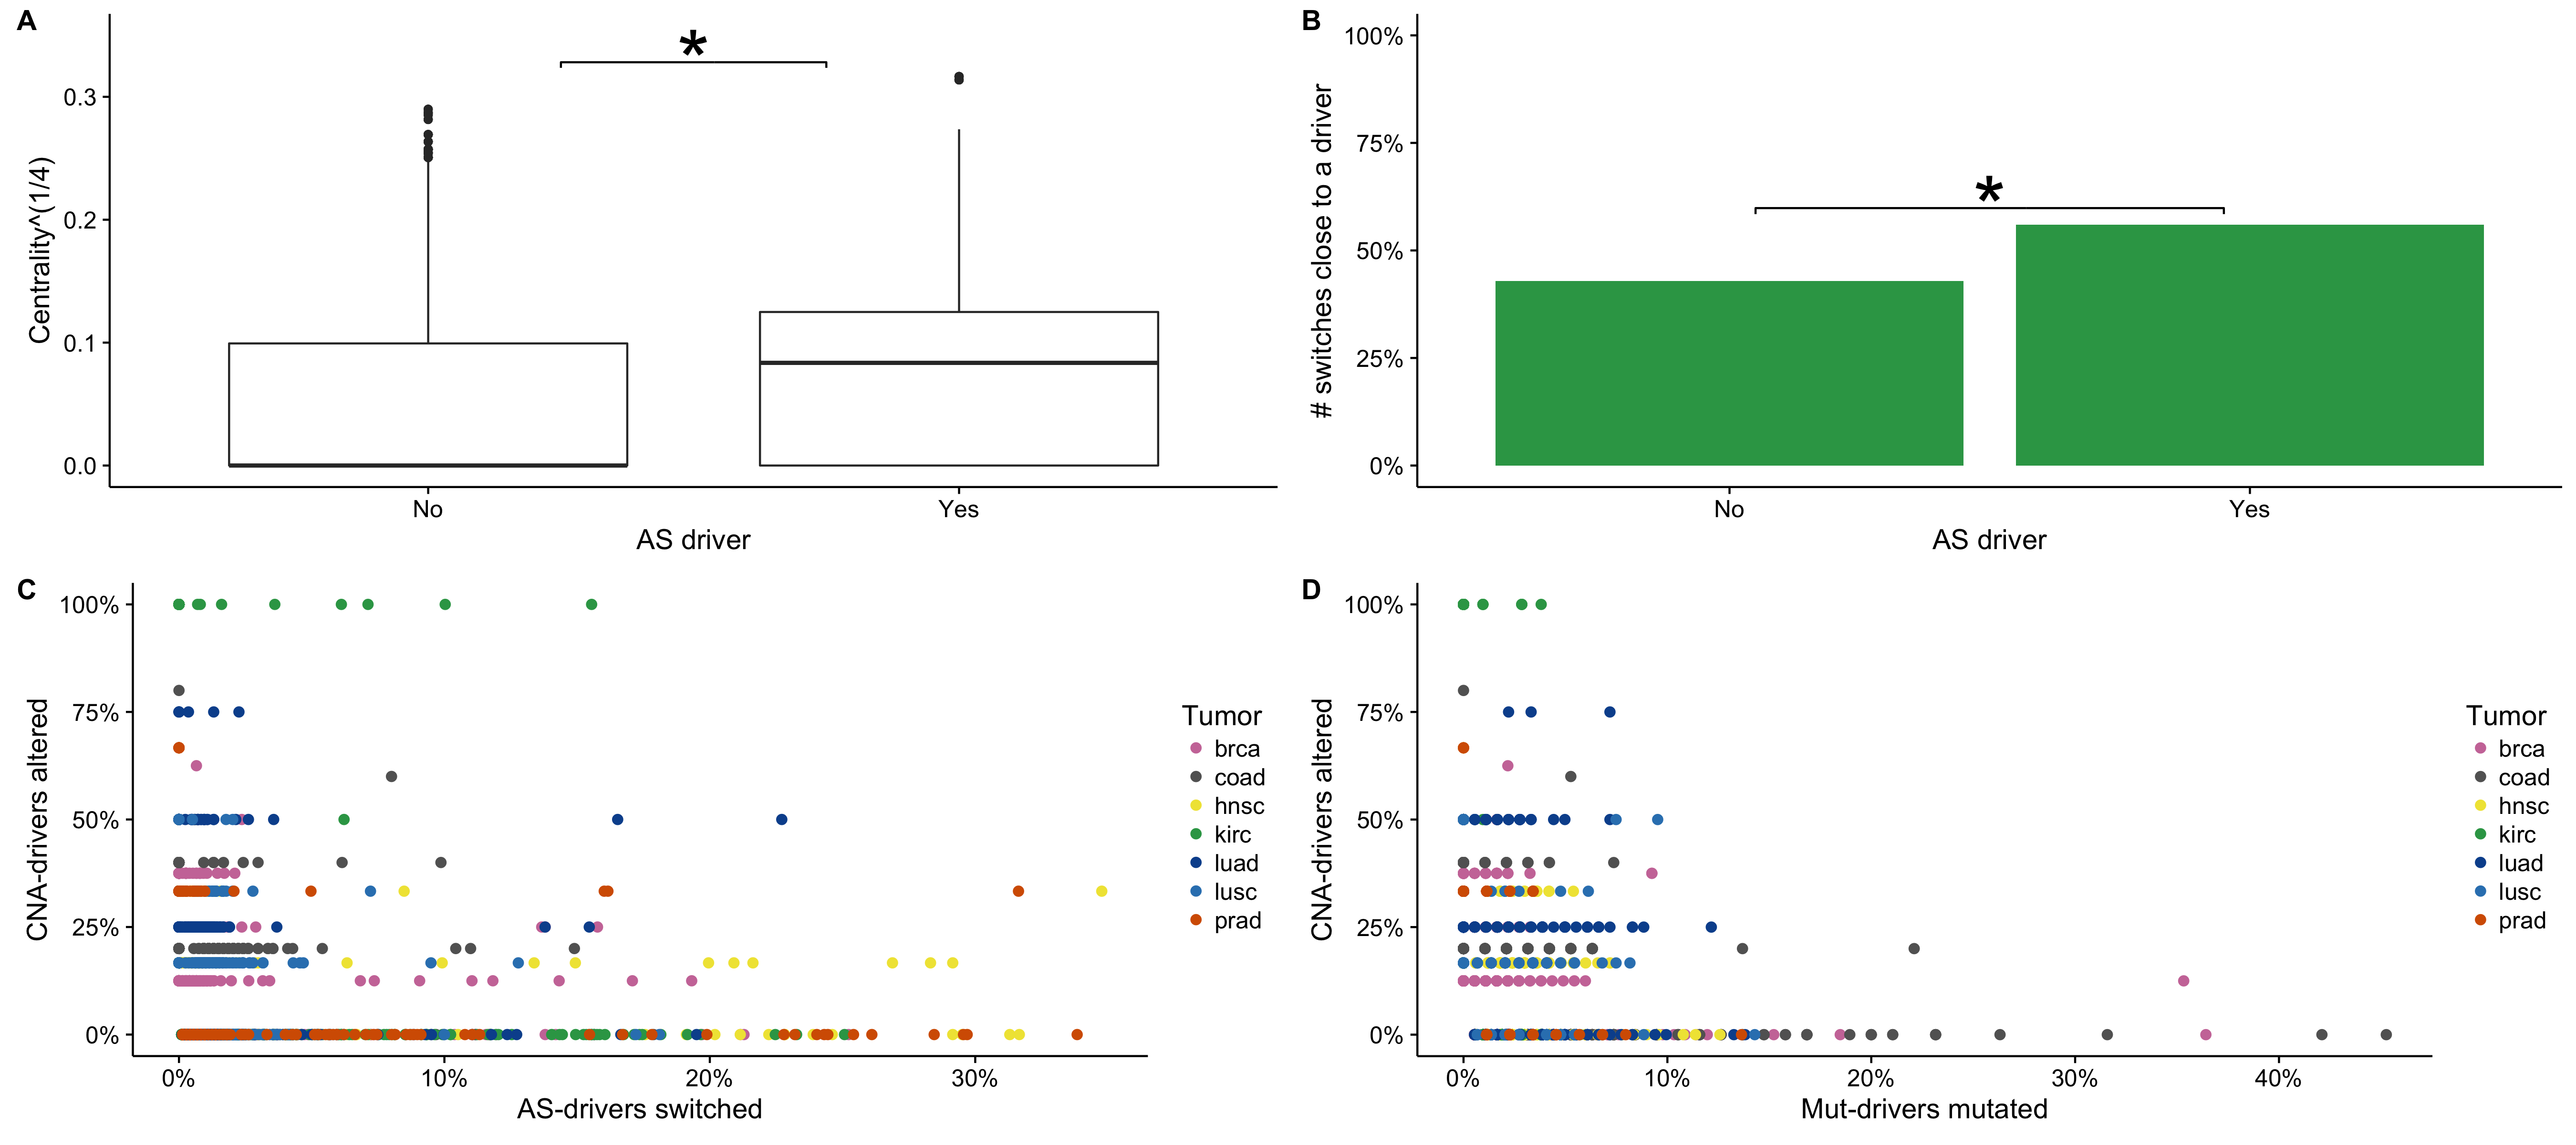 A
*
0.3
0.2
0.1
0.0
Centrality^(1/4)
No
Yes
AS driver
B
*
100%
75%
50%
25%
0%
# switches close to a driver
No
Yes
AS driver
C
100%
75%
50%
25%
0%
CNA-drivers altered
0%
10%
20%
30%
AS-drivers switched
Tumor
brca
coad
hnsc
kirc
luad
lusc
prad
D
100%
75%
50%
25%
0%
CNA-drivers altered
0%
10%
20%
30%
40%
Mut-drivers mutated
Tumor
brca
coad
hnsc
kirc
luad
lusc
prad